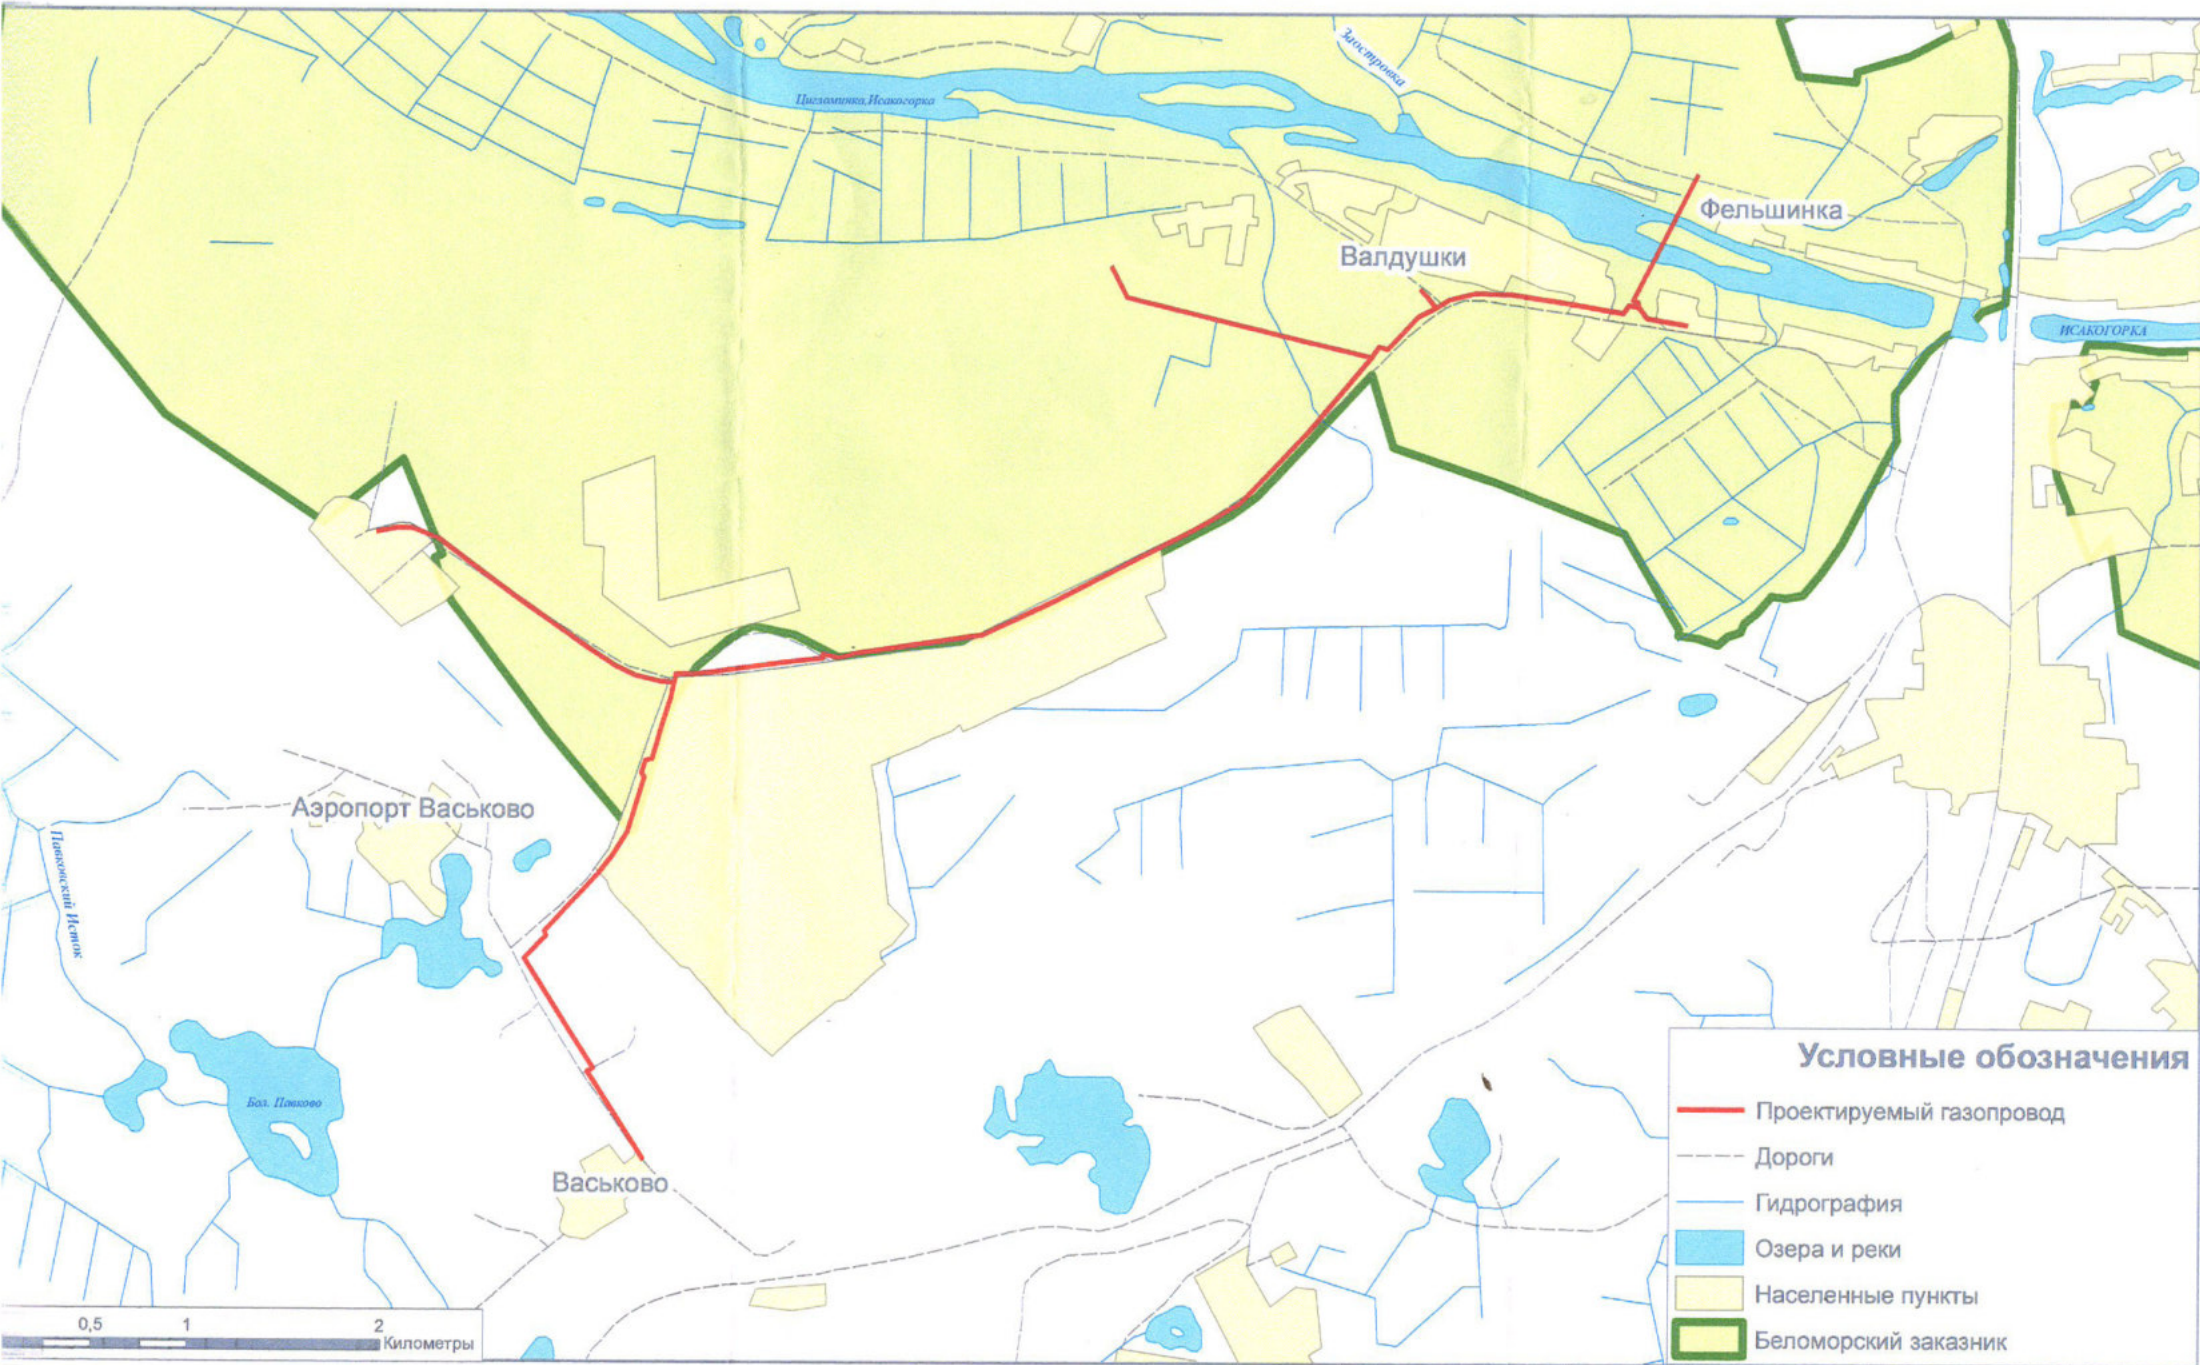 Заостровка
Цигломинка, Исакогорка
Фельшинка
Валдушки
ИСАКОГОРКА
Аэропорт Васьково
Павковский Исток
Бол. Павково
Васьково
Условные обозначения
Проектируемый газопровод
Дороги
Гидрография
Озера и реки
Населенные пункты
Беломорский заказник
0,5 1 2
Километры